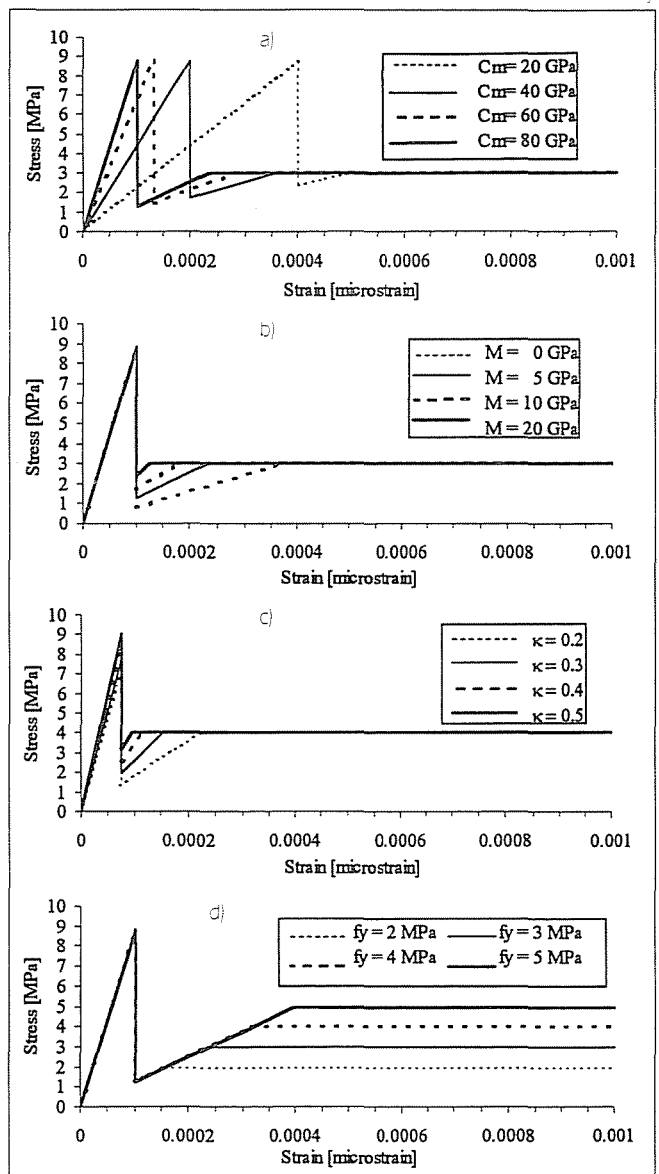 a)
Stress [MPa]
10
9
8
7
6
5
4
3
2
1
0
Cm= 20 GPa
Cm= 40 GPa
Cm= 60 GPa
Cm= 80 GPa
0 0.0002 0.0004 0.0006 0.0008 0.001
Strain [microstrain]
b)
Stress [MPa]
10
9
8
7
6
5
4
3
2
1
0
M = 0 GPa
M = 5 GPa
M = 10 GPa
M = 20 GPa
0 0.0002 0.0004 0.0006 0.0008 0.001
Strain [microstrain]
c)
Stress [MPa]
10
9
8
7
6
5
4
3
2
1
0
κ= 0.2
κ= 0.3
κ= 0.4
κ= 0.5
0 0.0002 0.0004 0.0006 0.0008 0.001
Strain [microstrain]
d)
Stress [MPa]
10
9
8
7
6
5
4
3
2
1
0
fy = 2 MPa fy = 3 MPa
fy = 4 MPa fy = 5 MPa
0 0.0002 0.0004 0.0006 0.0008 0.001
Strain [microstrain]